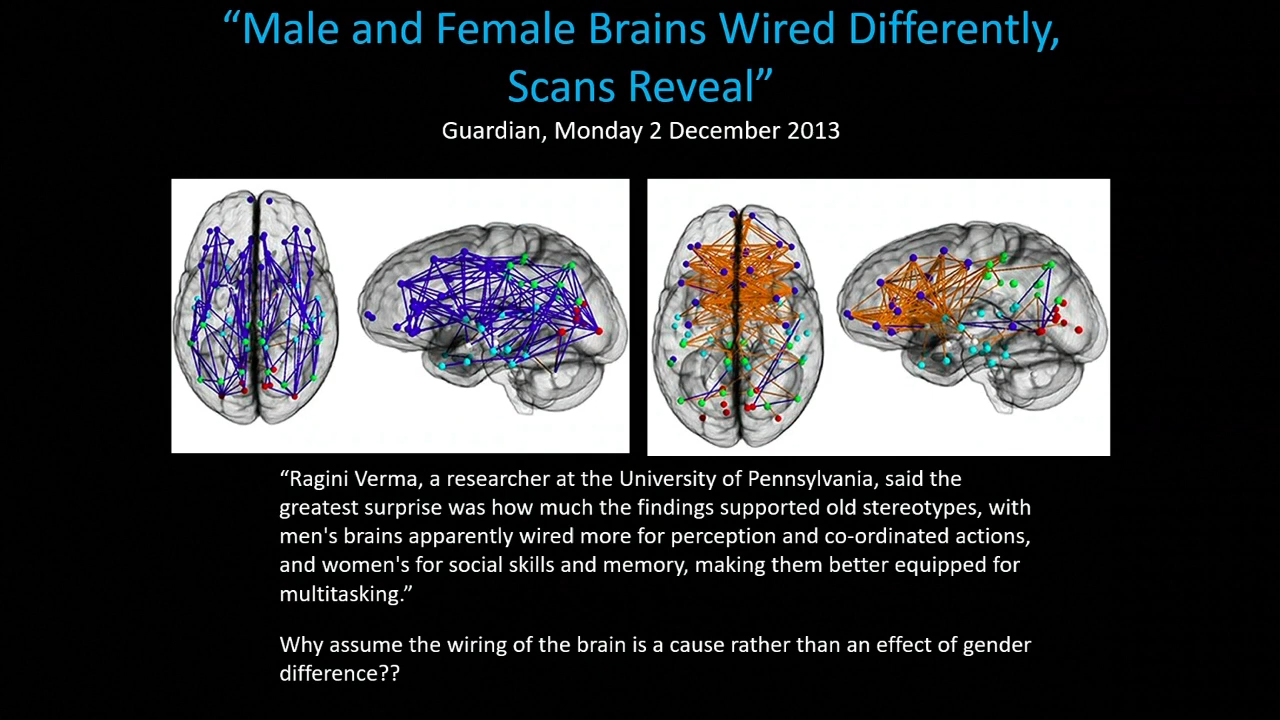 “Male and Female Brains Wired Differently,
Scans Reveal”
Guardian, Monday 2 December 2013
“Ragini Verma, a researcher at the University of Pennsylvania, said the
greatest surprise was how much the findings supported old stereotypes, with
men's brains apparently wired more for perception and co-ordinated actions,
and women's for social skills and memory, making them better equipped for
multitasking.”
Why assume the wiring of the brain is a cause rather than an effect of gender
difference??